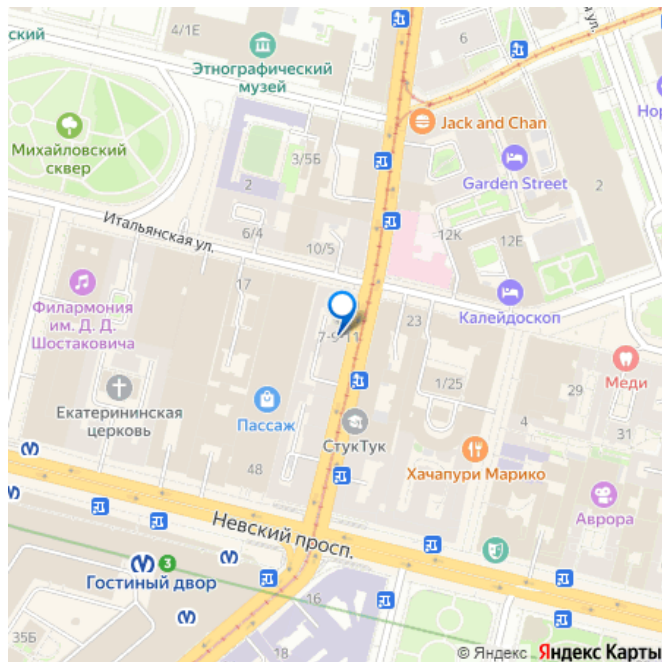 ский
4/1Е
6
ул.
Этнографический
музей
Jack and Chan
Нор
Михайловский
сквер
3/5Б
Garden Street
2
2
Итальянская ул.
6/4
10/5
12К
12Е
17
Филармония
им. Д. Д.
Шостаковича
Калейдоскоп
7-9-11
23
Меди
Екатерининская
церковь
Пассаж
1/25
29
СтукТук
4
31
48
Хачапури Марико
Аврора
Невский просп.
3
Гостиный двор
16
35Б
18
© Яндекс Яндекс Карты